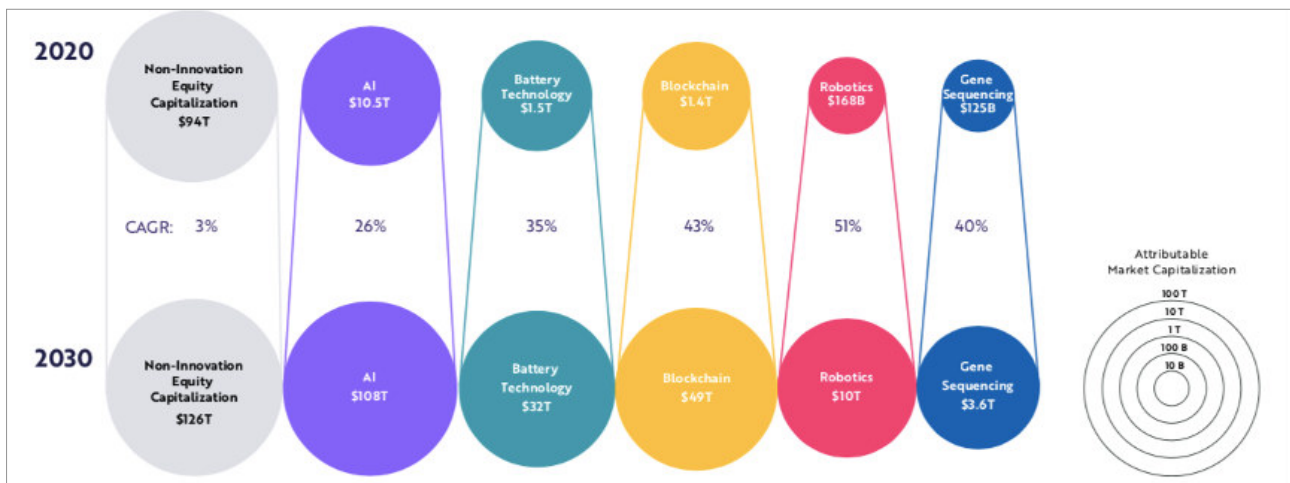 2020
Non-Innovation
Equity
Capitalization
$94T
AI
$10.5T
Battery
Technology
$1.5T
Blockchain
$1.4T
Robotics
$168B
Gene
Sequencing
$125B
CAGR: 3%
26%
35%
43%
51%
40%
2030
Non-Innovation
Equity
Capitalization
$126T
AI
$108T
Battery
Technology
$32T
Blockchain
$49T
Robotics
$10T
Gene
Sequencing
$3.6T
Attributable
Market Capitalization
100 T
10 T
1 T
100 B
10 B